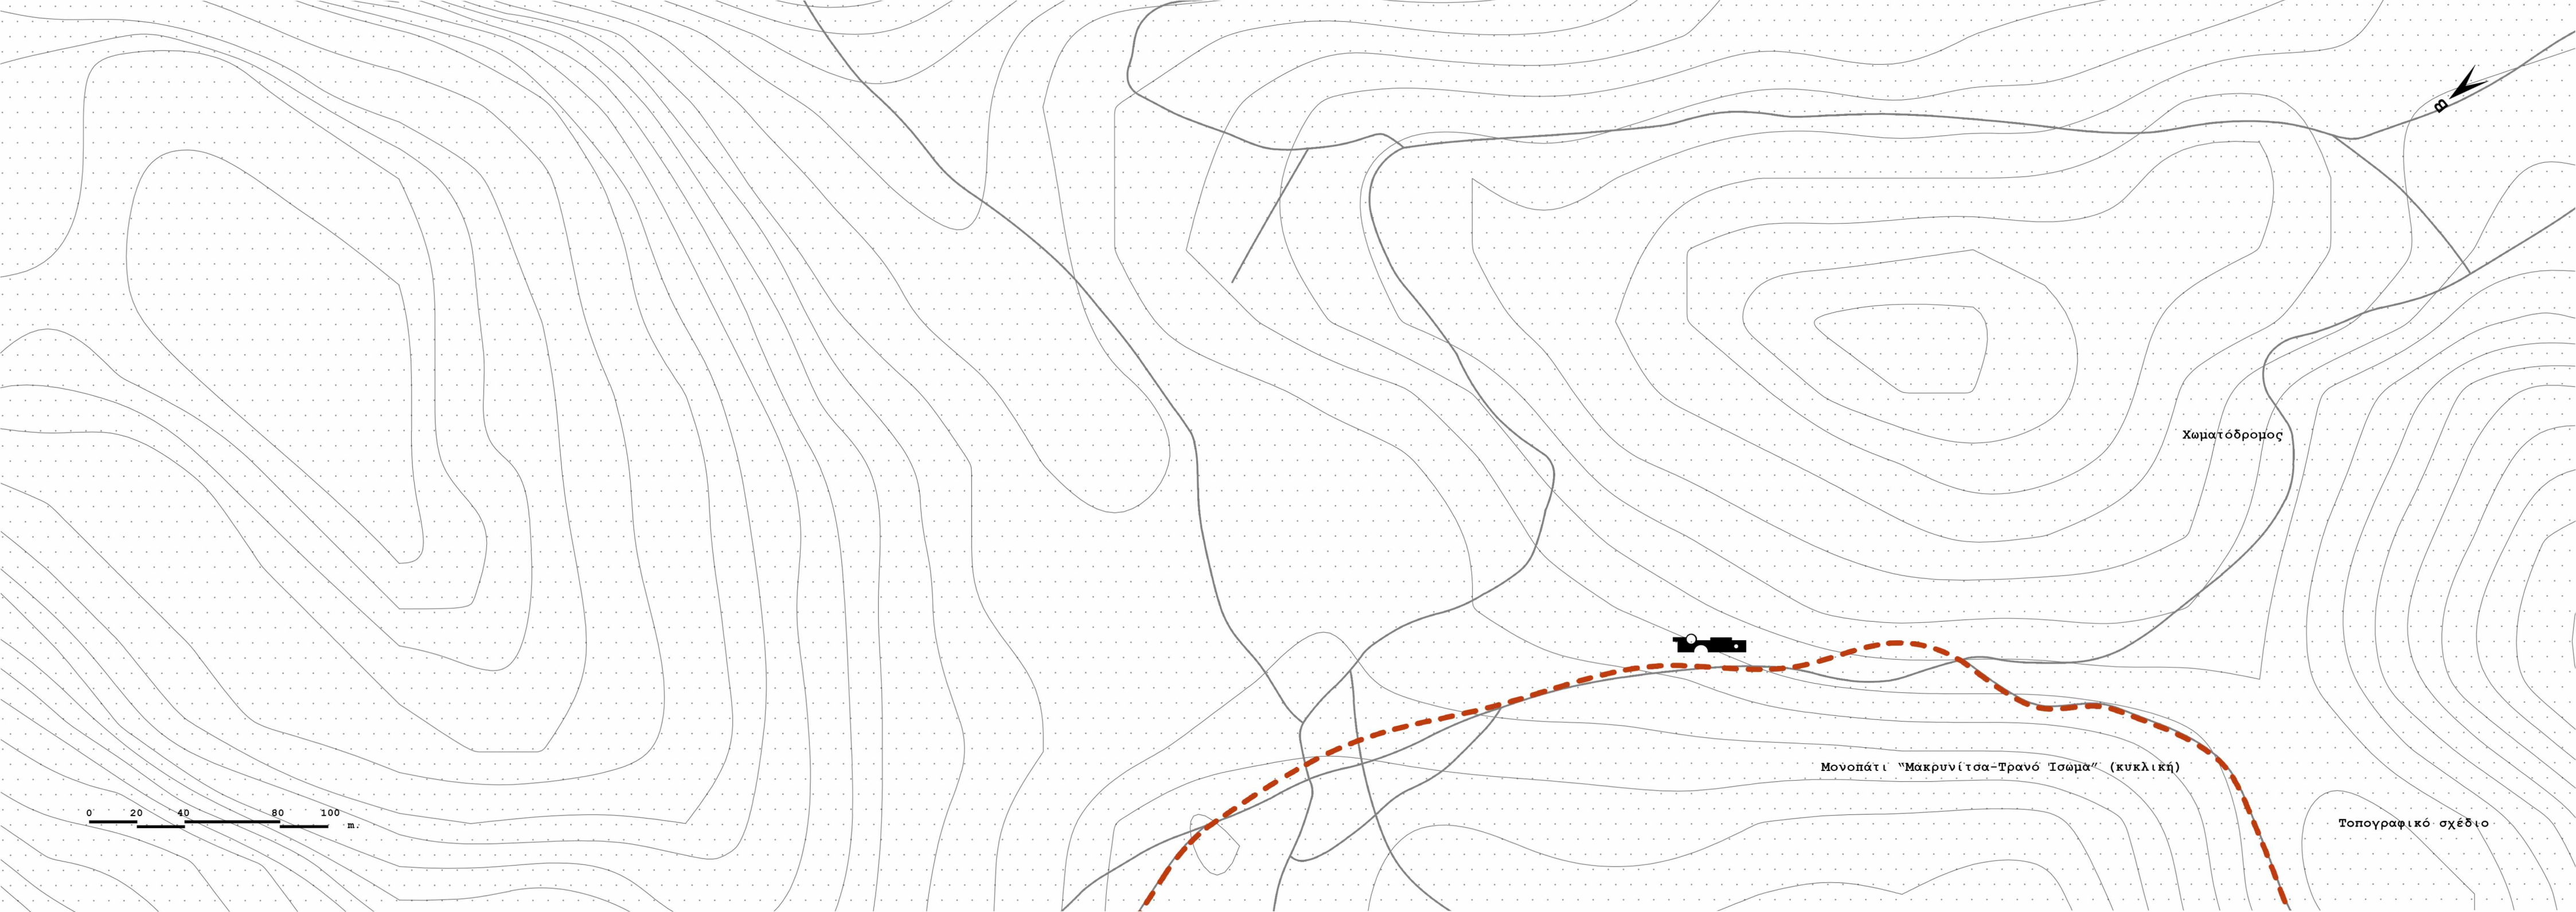 Β
Χωματόδρομος
Μονοπάτι “Μακρυνίτσα-Τρανό Ίσωμα” (κυκλική)
0 20 40 80 100
m.
Τοπογραφικό σχέδιο